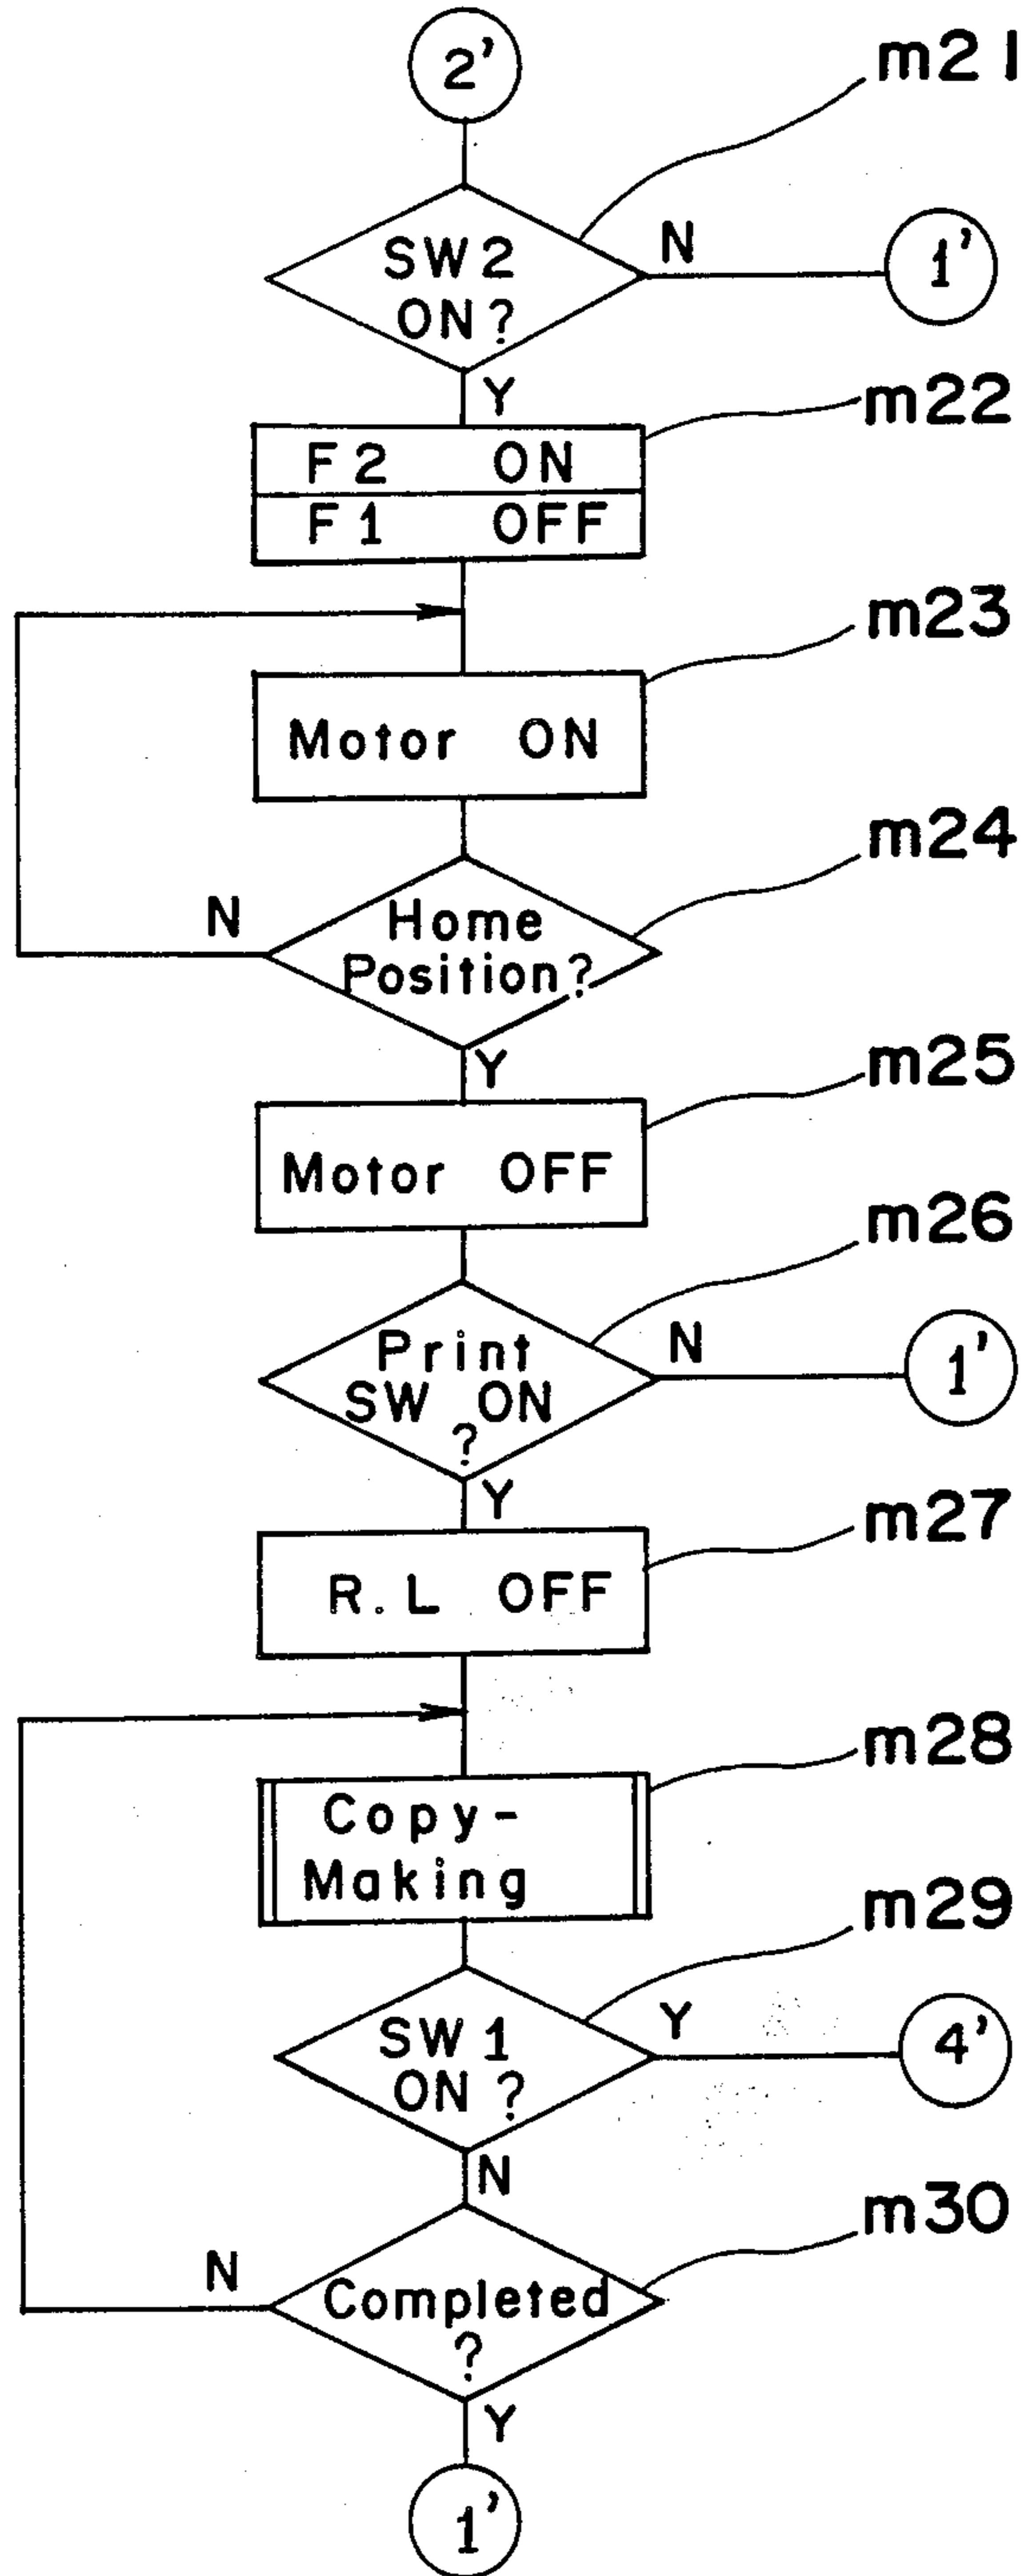 2'
m21
SW2
ON?
N
1'
Y
m22
F2 ON
F1 OFF
m23
Motor ON
m24
N
Home
Position?
Y
m25
Motor OFF
m26
Print
SW ON
?
N
1'
Y
m27
R.L OFF
m28
Copy-
Making
m29
SW1
ON?
Y
4'
N
m30
N
Completed
?
Y
1'